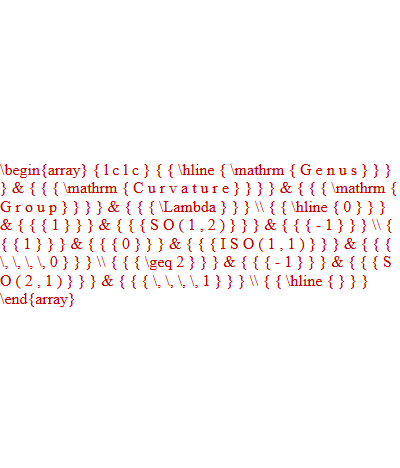 \begin{array} { l c l c } { { \hline { \mathrm { G e n u s } } }
} & { { { \mathrm { C u r v a t u r e } } } } & { { { \mathrm {
G r o u p } } } } & { { { \Lambda } } } \\ { { \hline { 0 } } }
& { { { 1 } } } & { { { S O ( 1 , 2 ) } } } & { { { - 1 } } } \\ {
{ { 1 } } } & { { { 0 } } } & { { { I S O ( 1 , 1 ) } } } & { { {
\, \, \, \, 0 } } } \\ { { { \geq 2 } } } & { { { - 1 } } } & { { { S
O ( 2 , 1 ) } } } & { { { \, \, \, \, 1 } } } \\ { { \hline { } } }
\end{array}